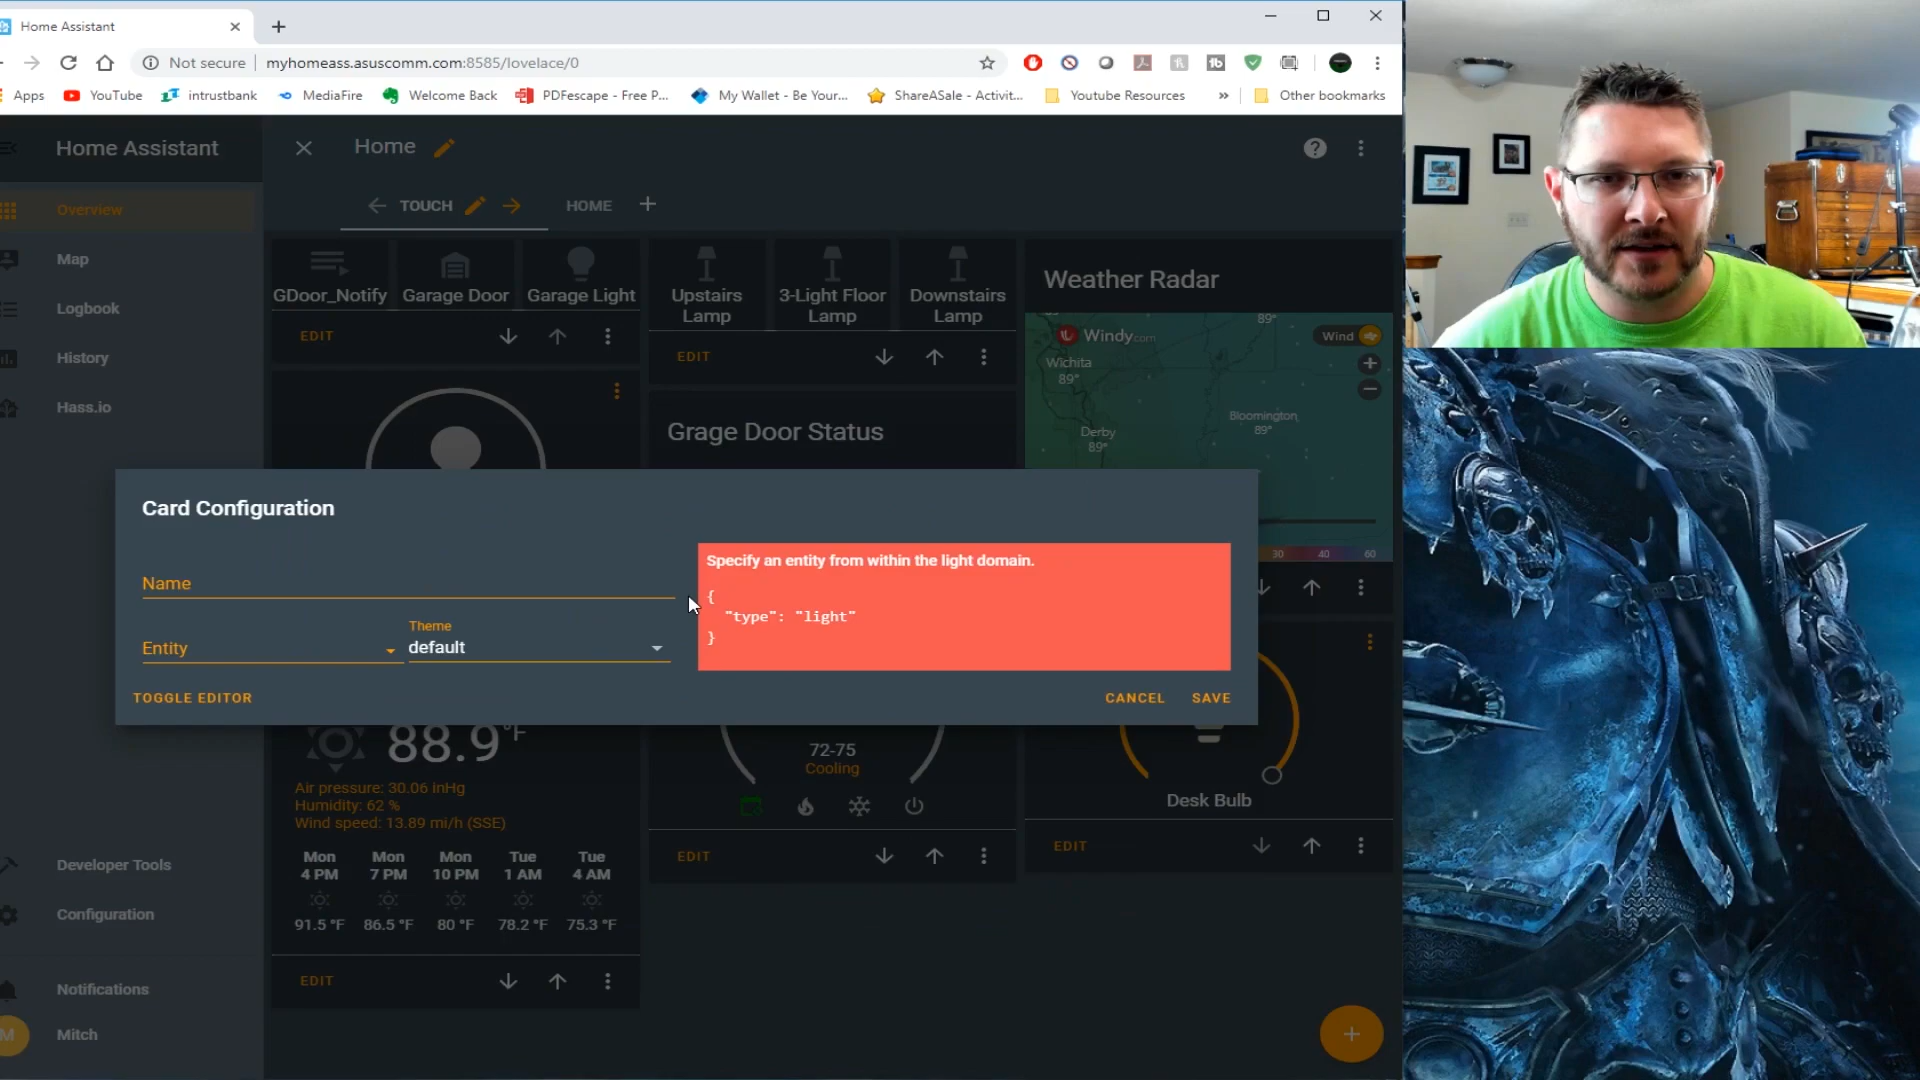 Home Assistant
Not secure
myhomeass.asuscomm.com:8585/lovelace/0
Apps
YouTube
intrustbank
MediaFire
Welcome Back
PDFescape - Free P...
My Wallet - Be Your...
ShareASale - Activit...
Youtube Resources
»
Other bookmarks
Home Assistant
Home
Overview
TOUCH
HOME
Map
Logbook
History
Hass.io
GDoor_Notify
Garage Door
Garage Light
EDIT
Upstairs
Lamp
3-Light Floor
Lamp
Downstairs
Lamp
EDIT
Weather Radar
Windy.com
Wind
89°
Wichita
89°
Bloomington
89°
Derby
89°
30 40 60
Grage Door Status
Card Configuration
Name
Entity
Theme
default
Specify an entity from within the light domain.
{
"type": "light"
}
TOGGLE EDITOR
CANCEL
SAVE
88.9 °F
Air pressure: 30.06 inHg
Humidity: 62 %
Wind speed: 13.89 mi/h (SSE)
Mon Mon Mon Tue Tue
4 PM 7 PM 10 PM 1 AM 4 AM
91.5 °F 86.5 °F 80 °F 78.2 °F 75.3 °F
EDIT
72-75
Cooling
EDIT
Desk Bulb
EDIT
Developer Tools
Configuration
Notifications
M
Mitch